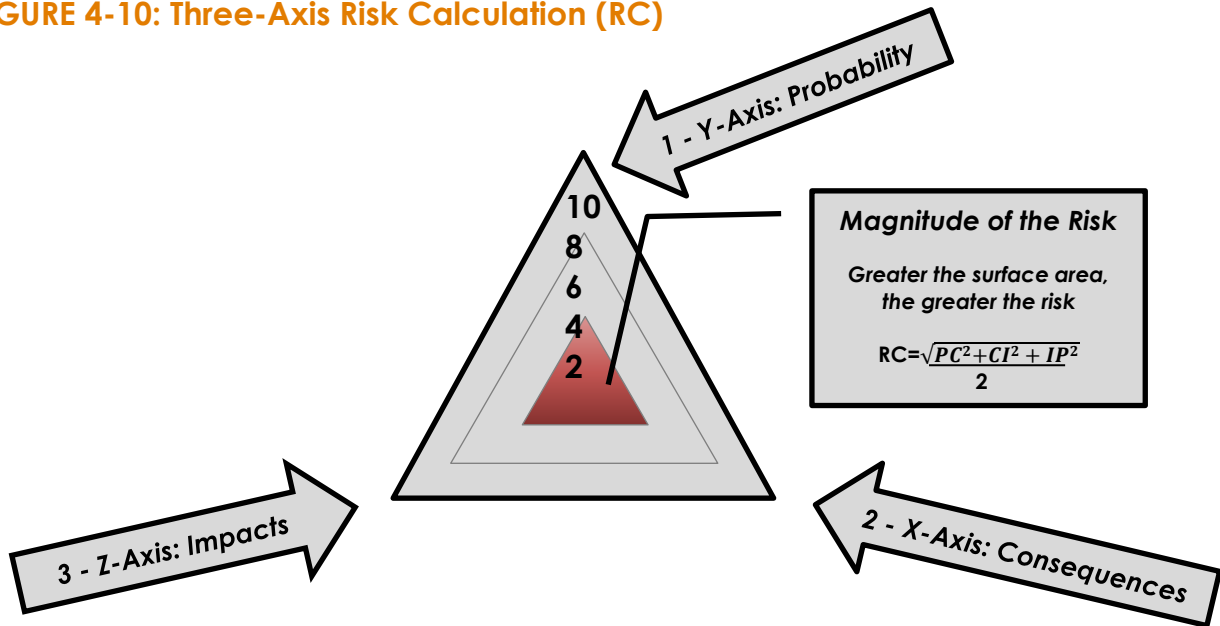 GURE 4-10: Three-Axis Risk Calculation (RC)
1 - Y-Axis: Probability
10
8
6
4
2
Magnitude of the Risk
Greater the surface area,
the greater the risk
RC=√PC²+CI² + IP²
2
3 - Z-Axis: Impacts
2 - X-Axis: Consequences